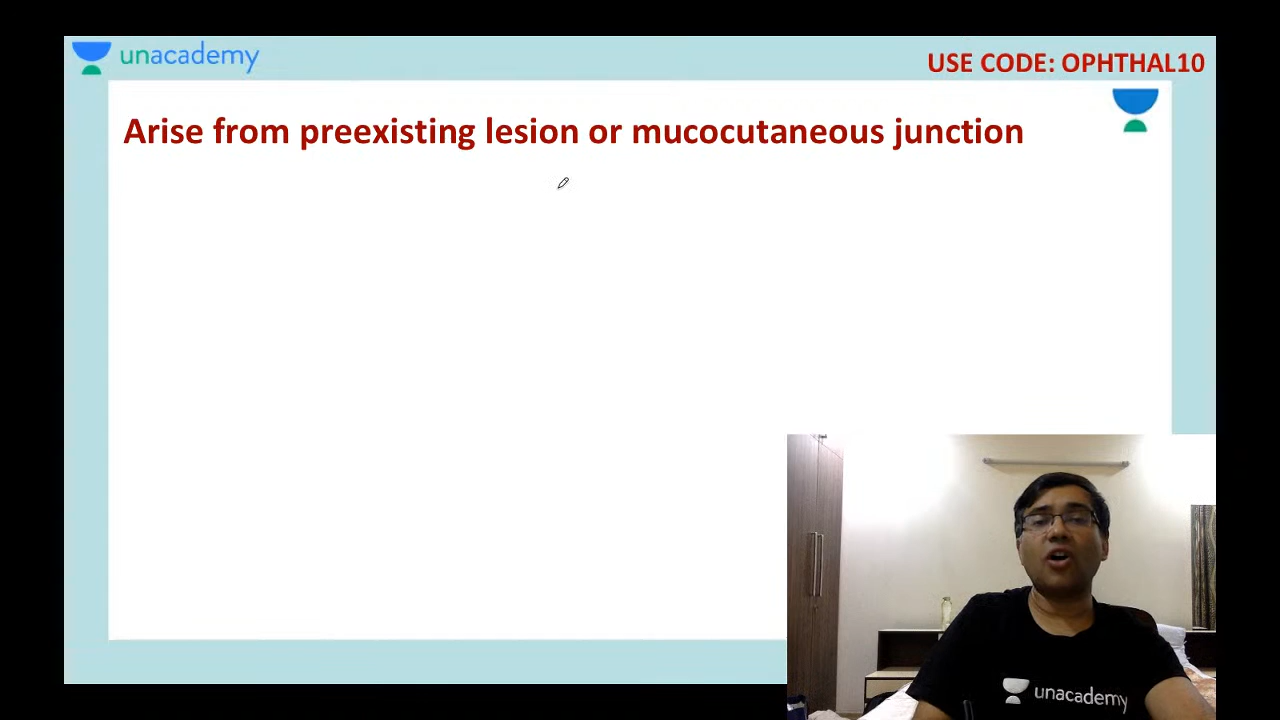 unacademy
USE CODE: OPHTHAL10
Arise from preexisting lesion or mucocutaneous junction
unacademy